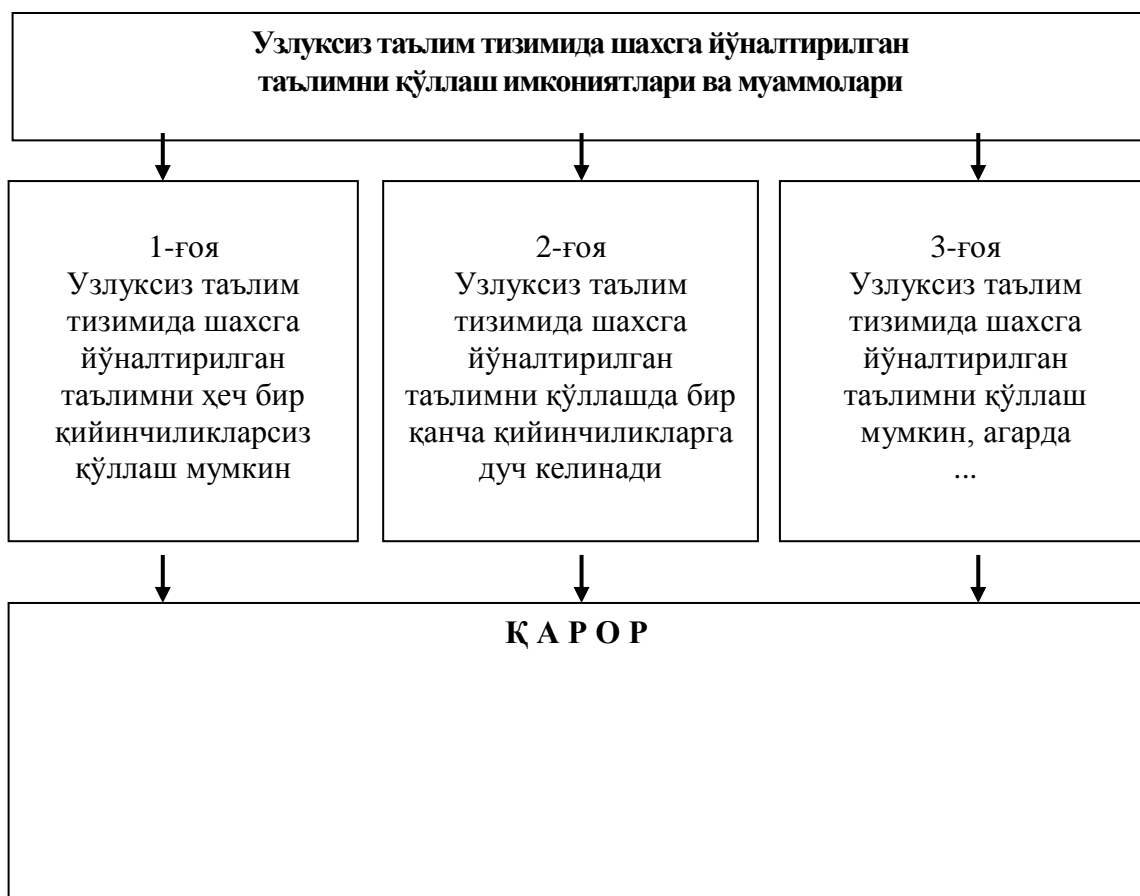 Узлуксиз таълим тизимида шахсга йўналтирилган
таълимни қўллаш имкониятлари ва муаммолари
1-ғоя
Узлуксиз таълим
тизимида шахсга
йўналтирилган
таълимни ҳеч бир
қийинчиликларсиз
қўллаш мумкин
2-ғоя
Узлуксиз таълим
тизимида шахсга
йўналтирилган
таълимни қўллашда бир
қанча қийинчиликларга
дуч келинади
3-ғоя
Узлуксиз таълим
тизимида шахсга
йўналтирилган
таълимни қўллаш
мумкин, агарда
...
Қ А Р О Р